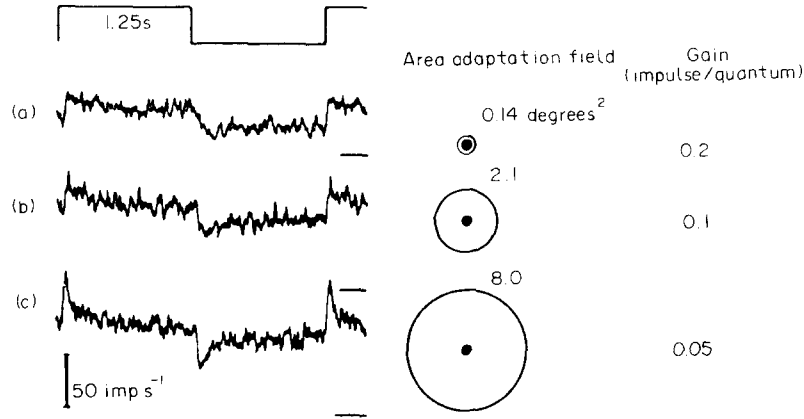 1.25s
Area adaptation field
Gain
(impulse/quantum)
(a)
0.14 degrees²
0.2
2.1
(b)
0.1
8.0
(c)
0.05
50 imp s⁻¹